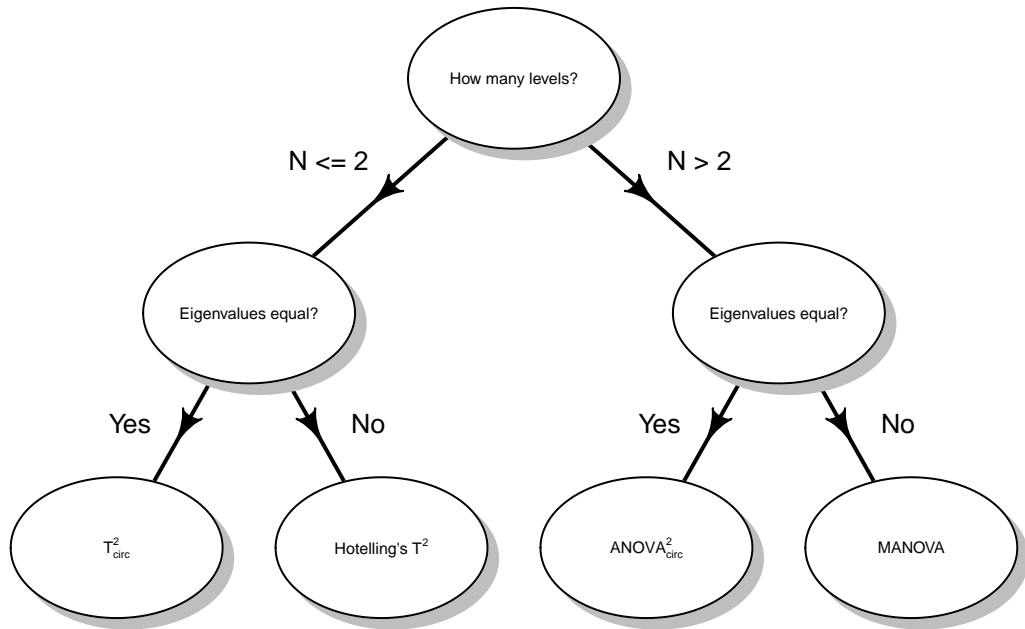 How many levels?
N <= 2
N > 2
Eigenvalues equal?
Eigenvalues equal?
Yes
No
Yes
No
T²circ
Hotelling's T²
ANOVA²circ
MANOVA